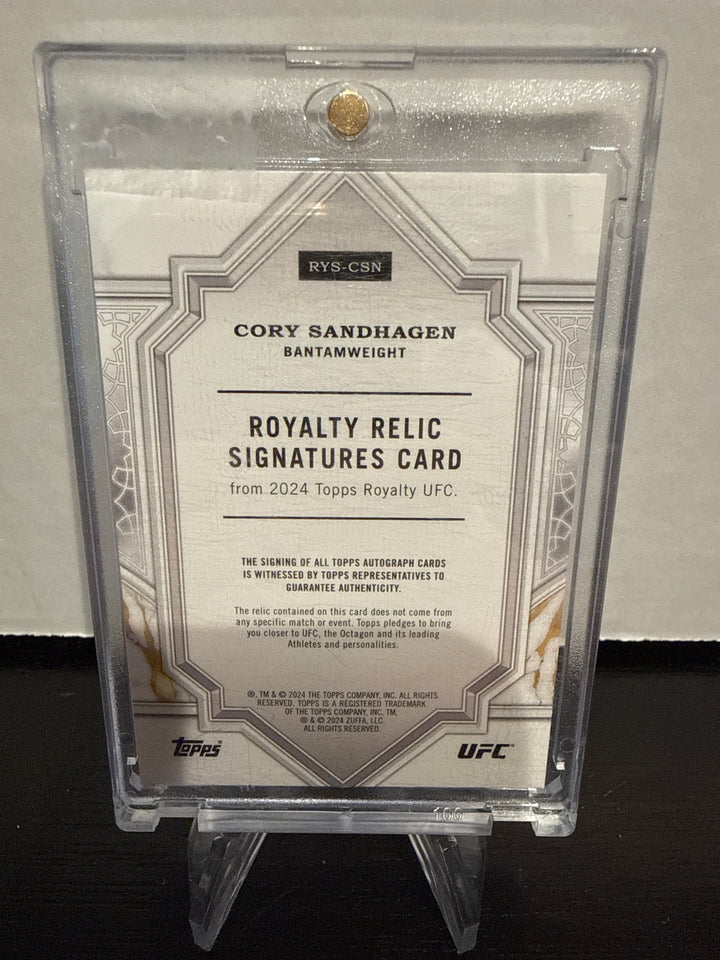 RYS-CSN
CORY SANDHAGEN
BANTAMWEIGHT
ROYALTY RELIC
SIGNATURES CARD
from 2024 Topps Royalty UFC.
THE SIGNING OF ALL TOPPS AUTOGRAPH CARDS
IS WITNESSED BY TOPPS REPRESENTATIVES TO
GUARANTEE AUTHENTICITY.
The relic contained on this card does not come from
any specific match or event. Topps pledges to bring
you closer to UFC, the Octagon and its leading
Athletes and personalities.
®, TM & © 2024 THE TOPPS COMPANY, INC. ALL RIGHTS
RESERVED. TOPPS IS A REGISTERED TRADEMARK
OF THE TOPPS COMPANY, INC. TM,
® & © 2024 ZUFFA, LLC.
ALL RIGHTS RESERVED.
topps®
UFC®